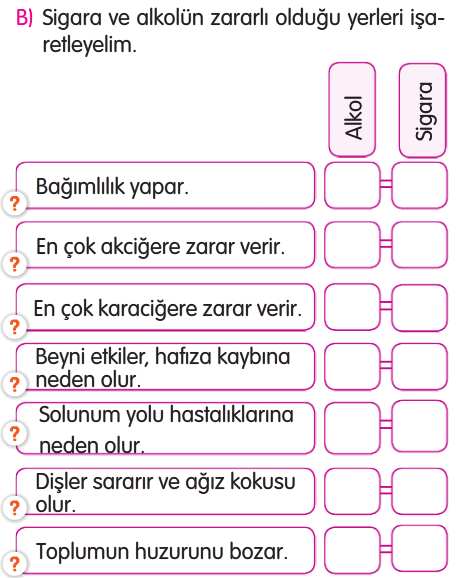 B) Sigara ve alkolün zararlı olduğu yerleri işa-
retleyelim.
Alkol
Sigara
Bağımlılık yapar.
?
En çok akciğere zarar verir.
?
En çok karaciğere zarar verir.
?
Beyni etkiler, hafıza kaybına
neden olur.
?
Solunum yolu hastalıklarına
neden olur.
?
Dişler sararır ve ağız kokusu
olur.
?
Toplumun huzurunu bozar.
?